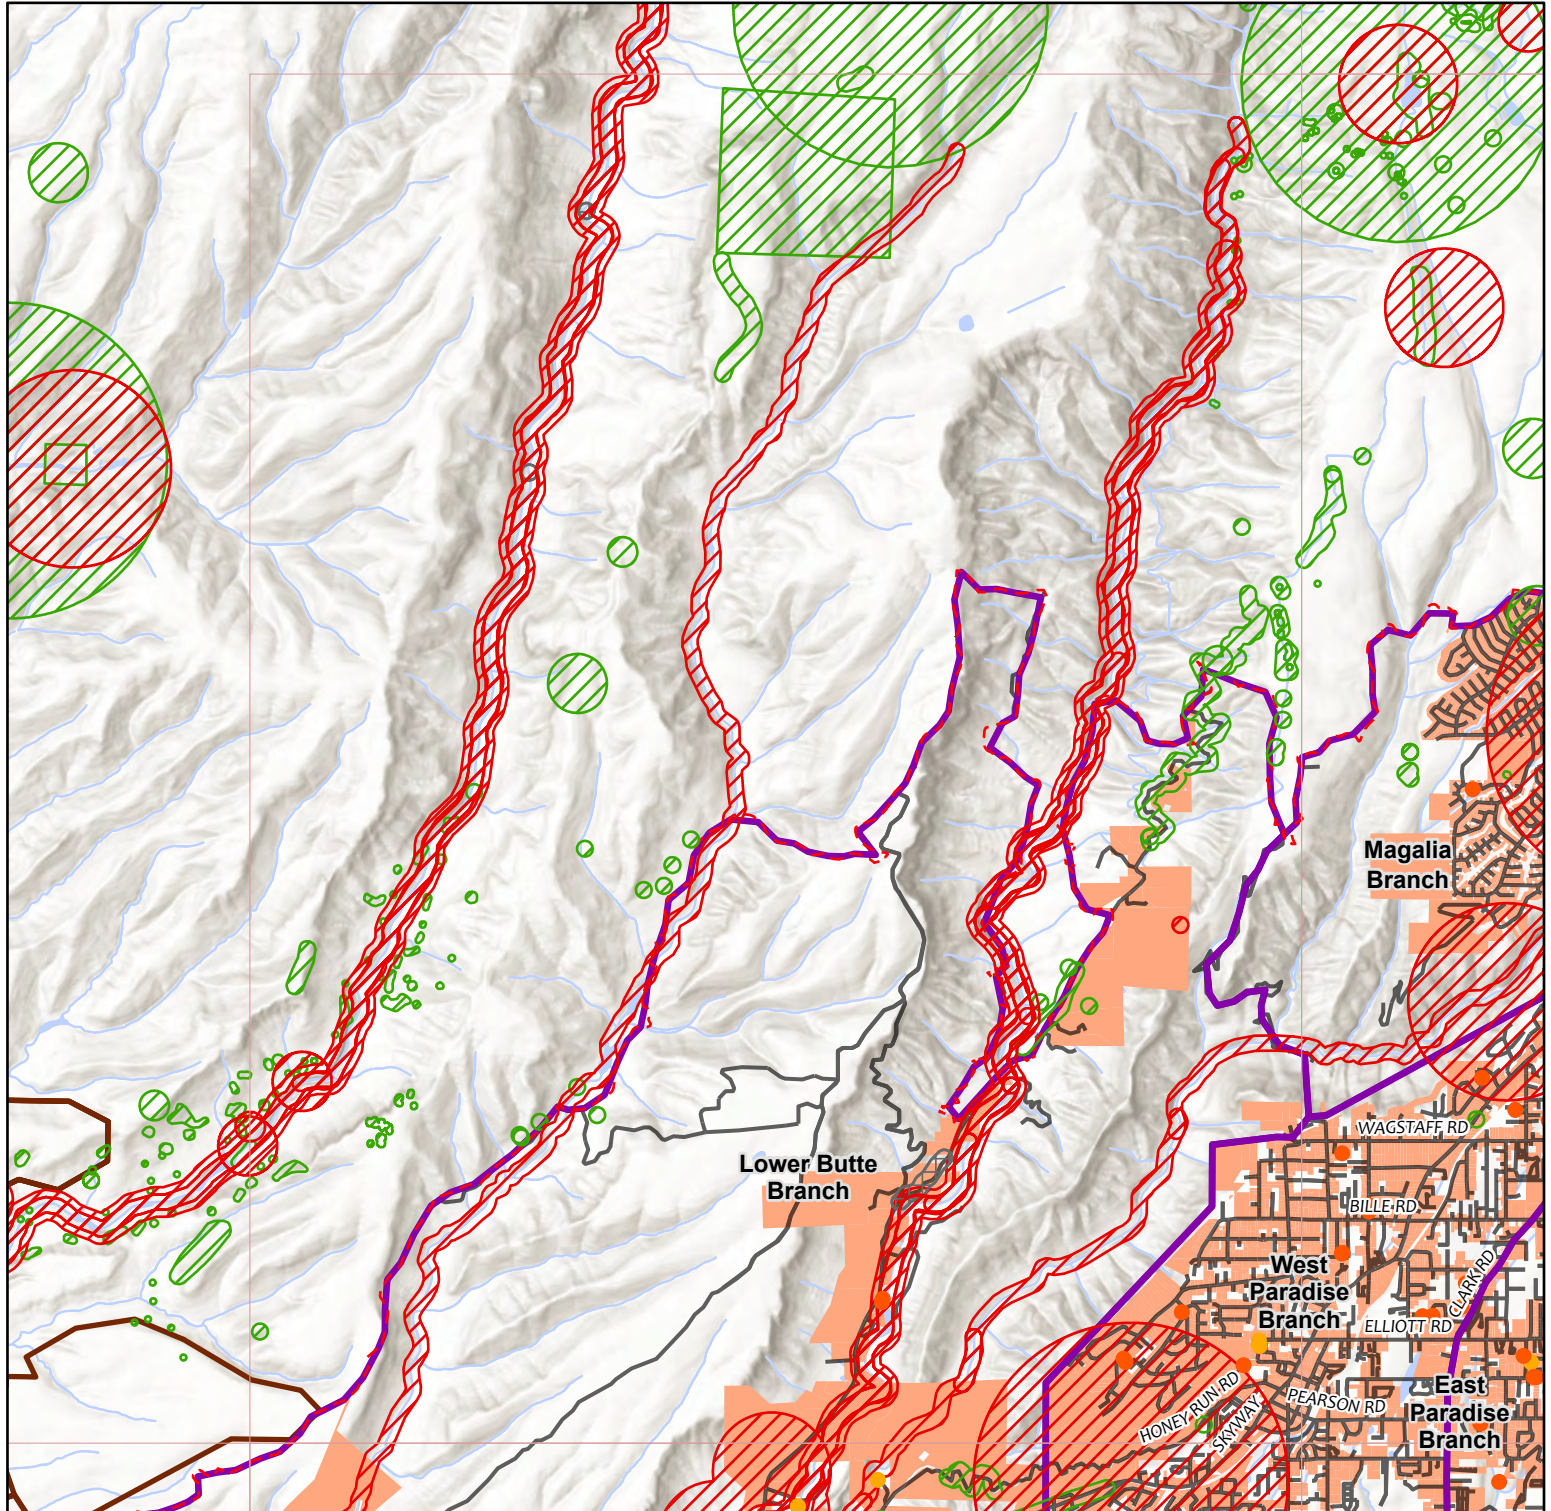 Magalia
Branch
WAGSTAFF RD
Lower Butte
Branch
BILLE RD
West
Paradise
Branch
CLARK RD
ELLIOTT RD
East
Paradise
Branch
HONEY RUN RD
SKYWAY
PEARSON RD